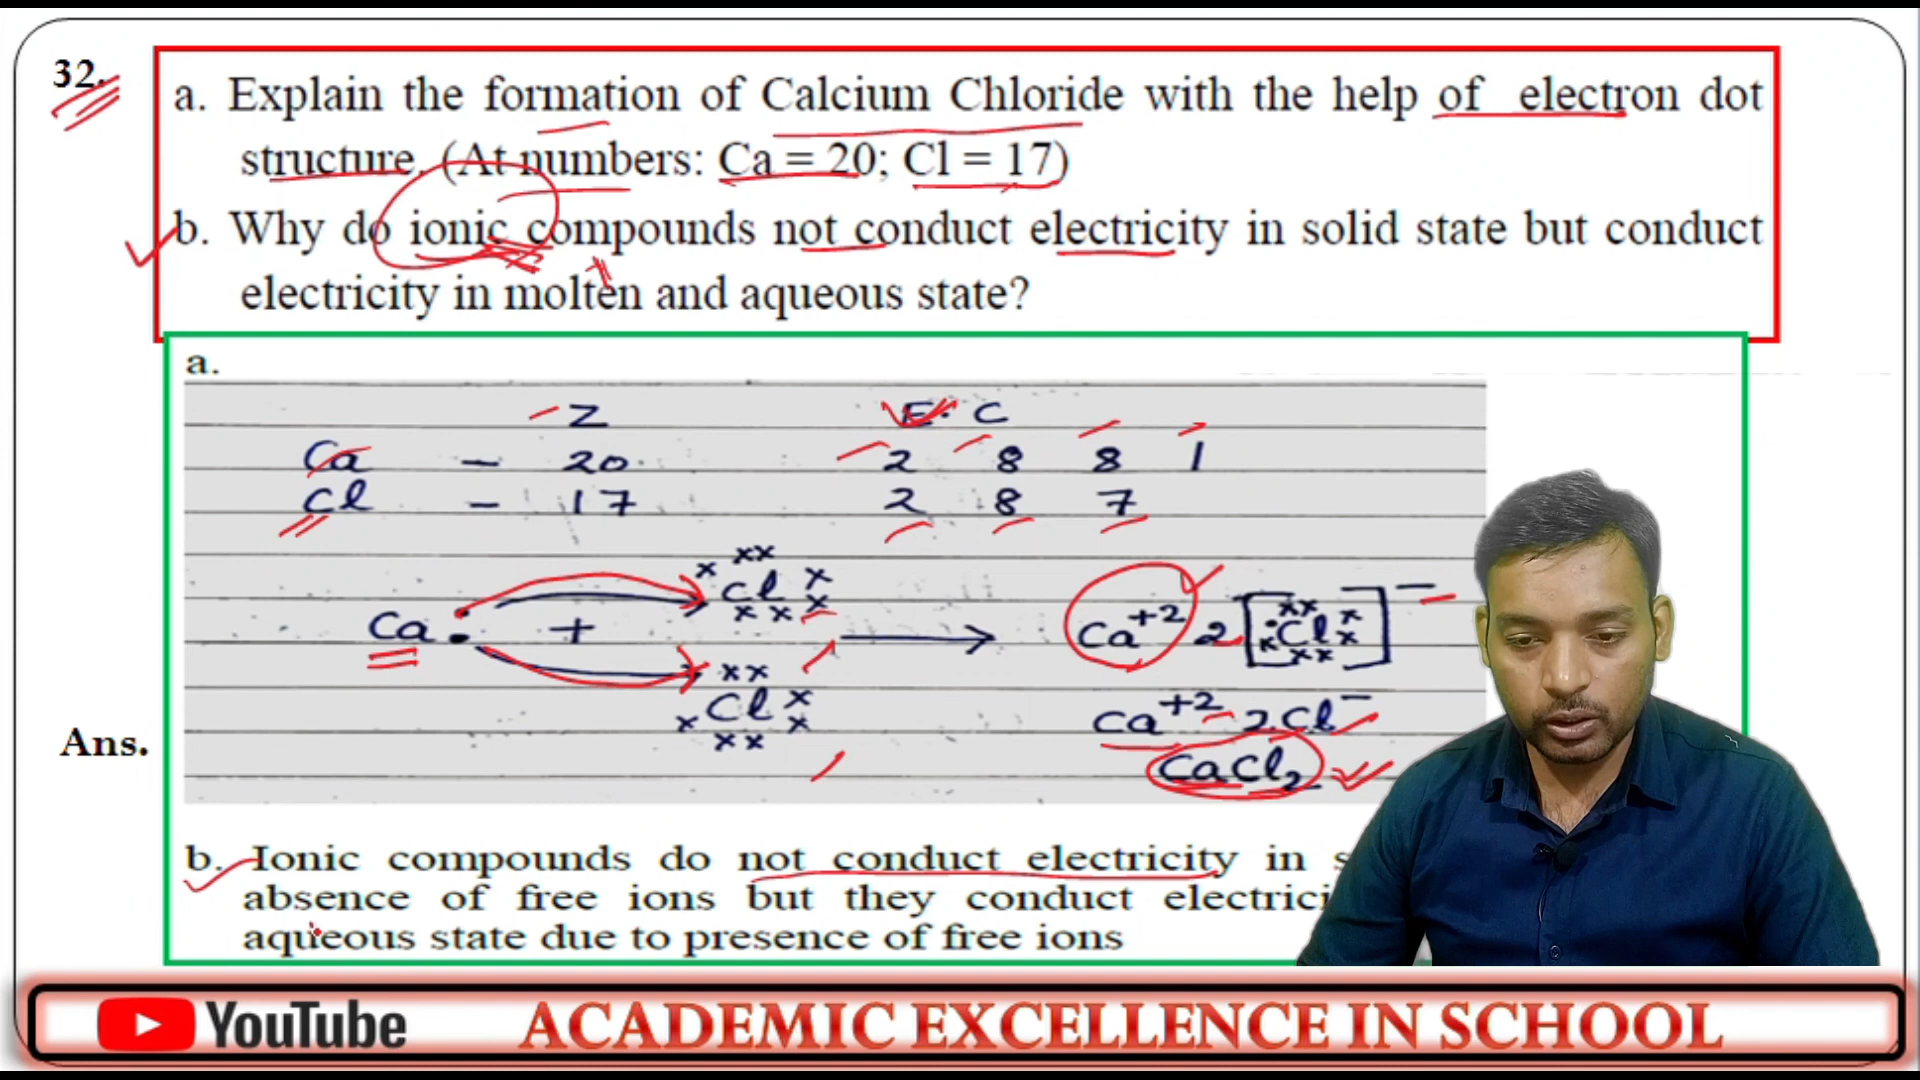 32.
a. Explain the formation of Calcium Chloride with the help of electron dot
structure. (At numbers: Ca = 20; Cl = 17)
b. Why do ionic compounds not conduct electricity in solid state but conduct
electricity in molten and aqueous state?
a.
Z E.C
Ca - 20 2 8 8 1
Cl - 17 2 8 7
Cl
Ca + Ca+2 2 [Cl]−
Cl
Ca+2 2Cl−
Ans.
CaCl2
b. Ionic compounds do not conduct electricity in
absence of free ions but they conduct
aqueous state due to presence of free ions
YouTube ACADEMIC EXCELLENCE IN SCHOOL